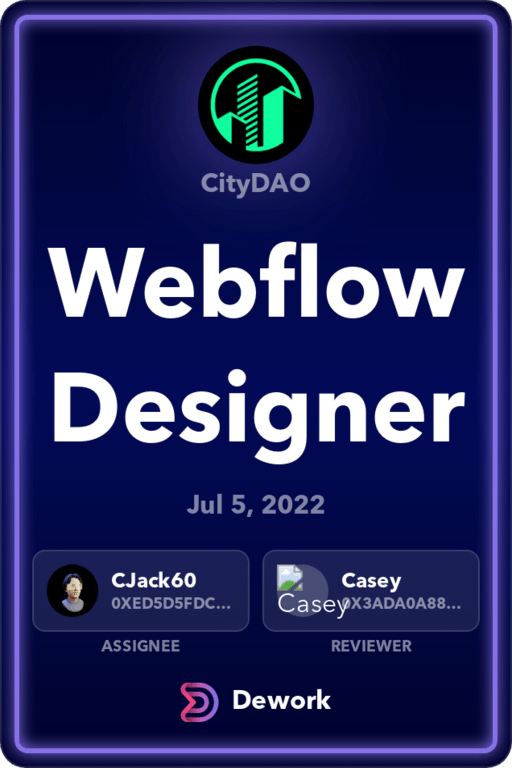 CityDAO
Webflow
Designer
Jul 5, 2022
CJack60
0XED5D5FDC...
ASSIGNEE
Casey
Casey
0X3ADA0A88...
REVIEWER
Dework